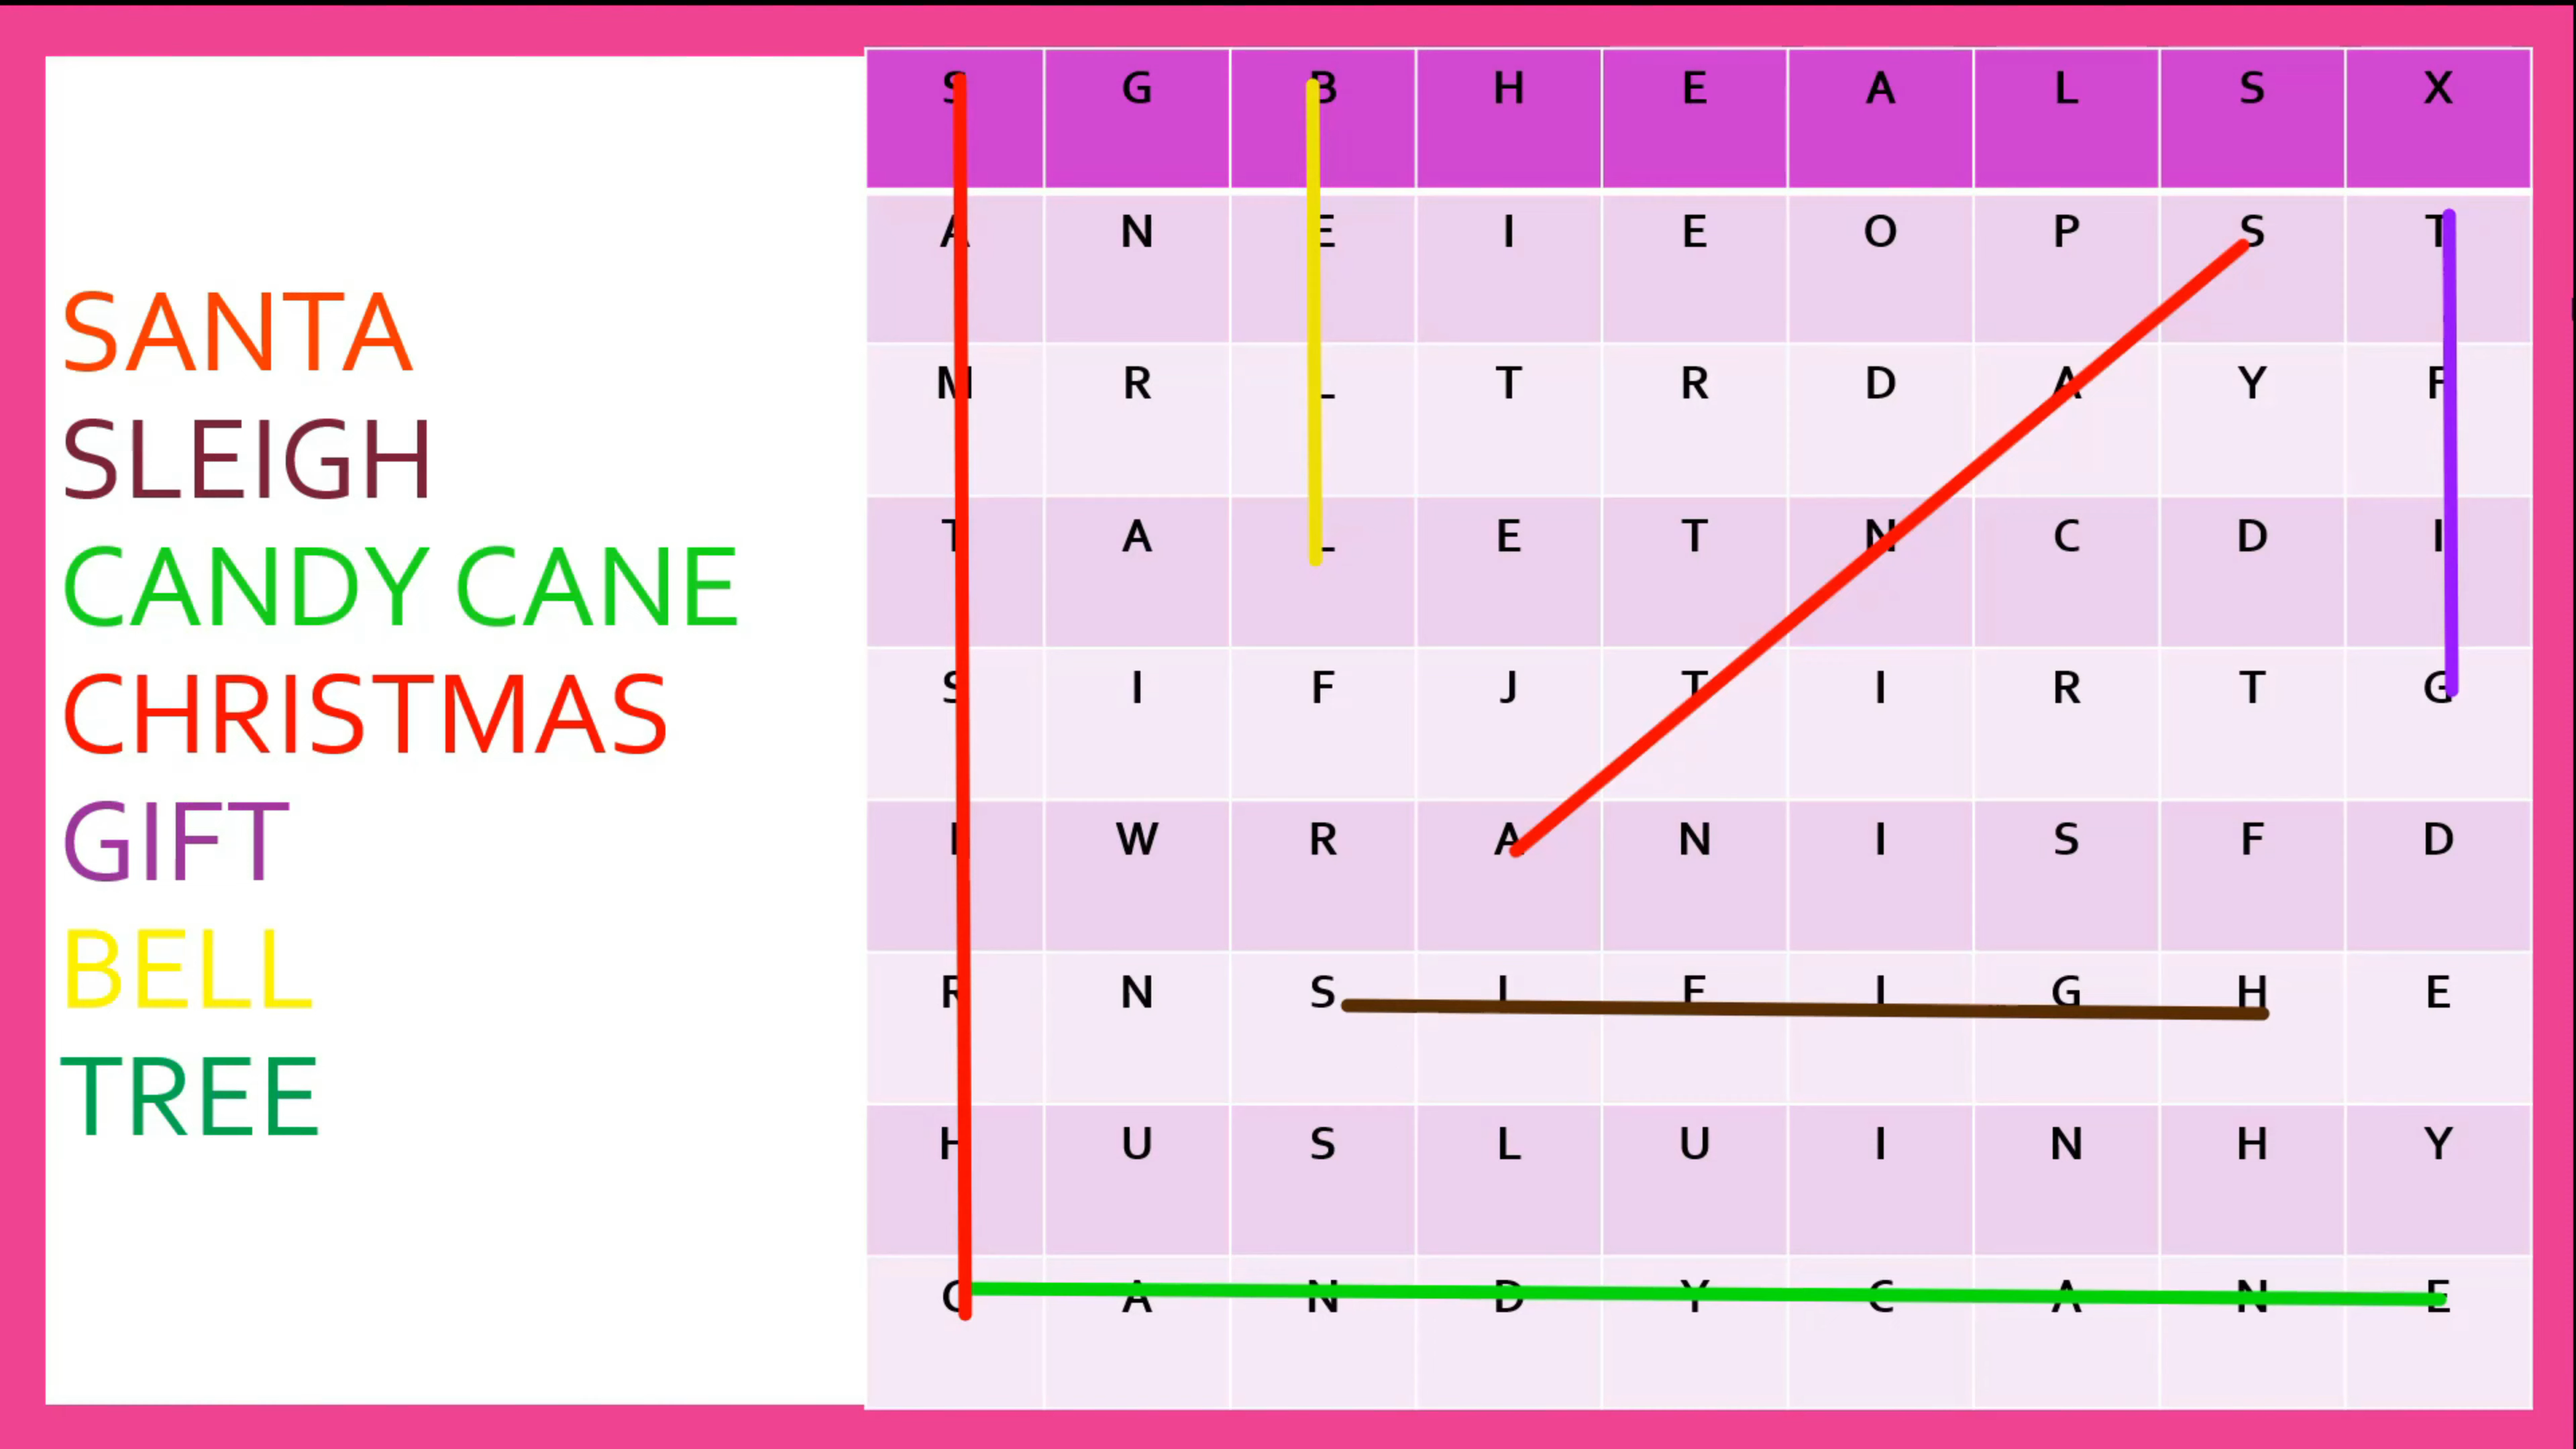 SANTA
SLEIGH
CANDY CANE
CHRISTMAS
GIFT
BELL
TREE
S G B H E A L S X
A N E I E O P S T
M R L T R D A Y F
T A L E T N C D I
S I F J T I R T G
I W R A N I S F D
R N S L E I G H E
H U S L U I N H Y
C A N D Y C A N E